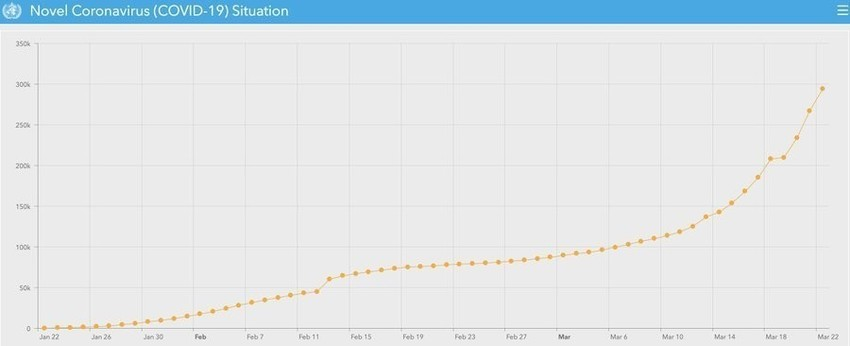 Novel Coronavirus (COVID-19) Situation
350k
300k
250k
200k
150k
100k
50k
0
Jan 22 Jan 26 Jan 30 Feb Feb 7 Feb 11 Feb 15 Feb 19 Feb 23 Feb 27 Mar Mar 6 Mar 10 Mar 14 Mar 18 Mar 22